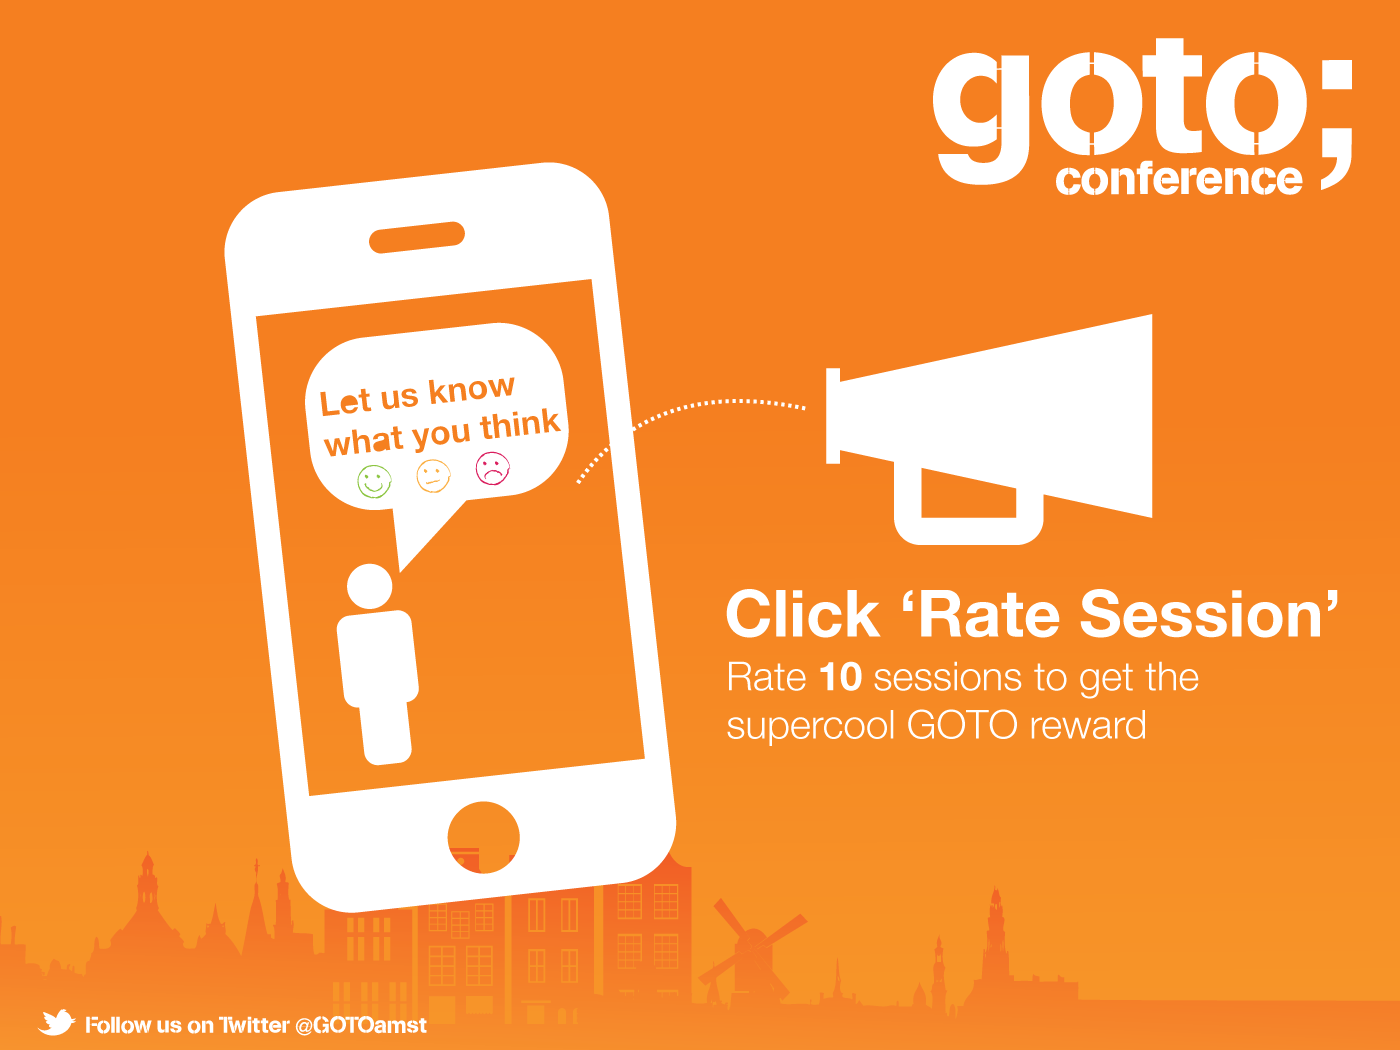 goto;
conference
Let us know
what you think
Click ‘Rate Session’
Rate 10 sessions to get the
supercool GOTO reward
Follow us on Twitter @GOTOamst